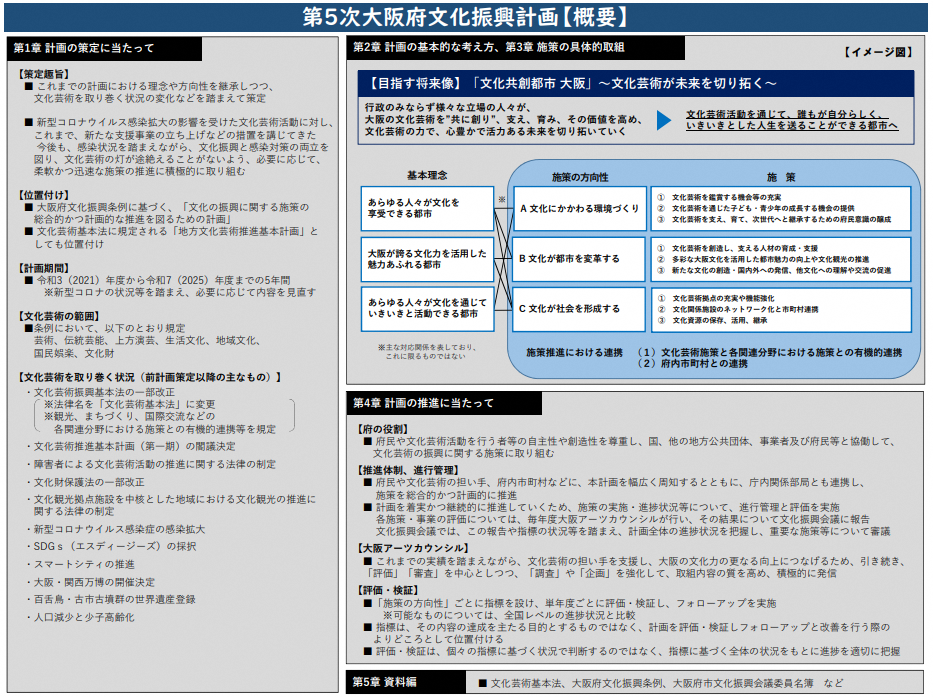 第5次大阪府文化振興計画【概要】
第1章 計画の策定に当たって
【策定趣旨】
■ これまでの計画における理念や方向性を継承しつつ、
文化芸術を取り巻く状況の変化などを踏まえて策定
■ 新型コロナウイルス感染拡大の影響を受けた文化芸術活動に対し、
これまで、新たな支援事業の立ち上げなどの措置を講じてきた
今後も、感染状況を踏まえながら、文化振興と感染対策の両立を
図り、文化芸術の灯が途絶えることがないよう、必要に応じて、
柔軟かつ迅速な施策の推進に積極的に取り組む
【位置付け】
■ 大阪府文化振興条例に基づく、「文化の振興に関する施策の
総合的かつ計画的な推進を図るための計画」
■ 文化芸術基本法に規定される「地方文化芸術推進基本計画」と
しても位置付け
【計画期間】
■ 令和3（2021）年度から令和7（2025）年度までの5年間
※新型コロナの状況等を踏まえ、必要に応じて内容を見直す
【文化芸術の範囲】
■条例において、以下のとおり規定
芸術、伝統芸能、上方演芸、生活文化、地域文化、
国民娯楽、文化財
【文化芸術を取り巻く状況（前計画策定以降の主なもの）】
・文化芸術振興基本法の一部改正
※法律名を「文化芸術基本法」に変更
※観光、まちづくり、国際交流などの
各関連分野における施策との有機的連携等を規定
・文化芸術推進基本計画（第一期）の閣議決定
・障害者による文化芸術活動の推進に関する法律の制定
・文化財保護法の一部改正
・文化観光拠点施設を中核とした地域における文化観光の推進に
関する法律の制定
・新型コロナウイルス感染症の感染拡大
・SDGｓ（エスディージーズ）の採択
・スマートシティの推進
・大阪・関西万博の開催決定
・百舌鳥・古市古墳群の世界遺産登録
・人口減少と少子高齢化
第2章 計画の基本的な考え方、第3章 施策の具体的取組
【イメージ図】
【目指す将来像】「文化共創都市 大阪」～文化芸術が未来を切り拓く～
行政のみならず様々な立場の人々が、
大阪の文化芸術を"共に創り"、支え、育み、その価値を高め、
文化芸術の力で、心豊かで活力ある未来を切り拓いていく
文化芸術活動を通じて、誰もが自分らしく、
いきいきとした人生を送ることができる都市へ
基本理念
施策の方向性
施 策
あらゆる人々が文化を
享受できる都市
※
A 文化にかかわる環境づくり
① 文化芸術を鑑賞する機会等の充実
② 文化芸術を通じた子ども・青少年の成長する機会の提供
③ 文化芸術を支え、育て、次世代へと継承するための府民意識の醸成
大阪が誇る文化力を活用した
魅力あふれる都市
B 文化が都市を変革する
① 文化芸術を創造し、支える人材の育成・支援
② 多彩な大阪文化を活用した都市魅力の向上や文化観光の推進
③ 新たな文化の創造・国内外への発信、他文化への理解や交流の促進
あらゆる人々が文化を通じて
いきいきと活動できる都市
C 文化が社会を形成する
① 文化芸術拠点の充実や機能強化
② 文化関係施設のネットワーク化と市町村連携
③ 文化資源の保存、活用、継承
※主な対応関係を表しており、
これに限るものではない
施策推進における連携 （１）文化芸術施策と各関連分野における施策との有機的連携
（２）府内市町村との連携
第4章 計画の推進に当たって
【府の役割】
■ 府民や文化芸術活動を行う者等の自主性や創造性を尊重し、国、他の地方公共団体、事業者及び府民等と協働して、
文化芸術の振興に関する施策に取り組む
【推進体制、進行管理】
■ 府民や文化芸術の担い手、府内市町村などに、本計画を幅広く周知するとともに、庁内関係部局とも連携し、
施策を総合的かつ計画的に推進
■ 計画を着実かつ継続的に推進していくため、施策の実施・進捗状況等について、進行管理と評価を実施
各施策・事業の評価については、毎年度大阪アーツカウンシルが行い、その結果について文化振興会議に報告
文化振興会議では、この報告や指標の状況等を踏まえ、計画全体の進捗状況を把握し、重要な施策等について審議
【大阪アーツカウンシル】
■ これまでの実績を踏まえながら、文化芸術の担い手を支援し、大阪の文化力の更なる向上につなげるため、引き続き、
「評価」「審査」を中心としつつ、「調査」や「企画」を強化して、取組内容の質を高め、積極的に発信
【評価・検証】
■「施策の方向性」ごとに指標を設け、単年度ごとに評価・検証し、フォローアップを実施
※可能なものについては、全国レベルの進捗状況と比較
■ 指標は、その内容の達成を主たる目的とするものではなく、計画を評価・検証しフォローアップと改善を行う際の
よりどころとして位置付ける
■ 評価・検証は、個々の指標に基づく状況で判断するのではなく、指標に基づく全体の状況をもとに進捗を適切に把握
第5章 資料編
■ 文化芸術基本法、大阪府文化振興条例、大阪府市文化振興会議委員名簿 など